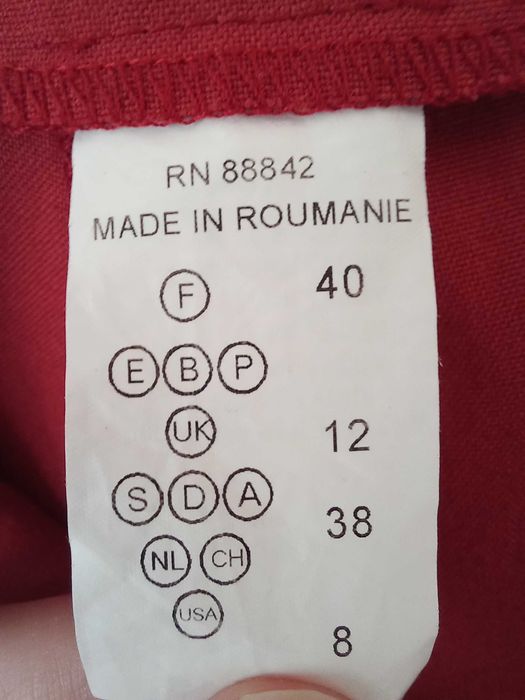 RN 88842
MADE IN ROUMANIE
F 40
E B P
UK 12
S D A 38
NL CH
USA 8